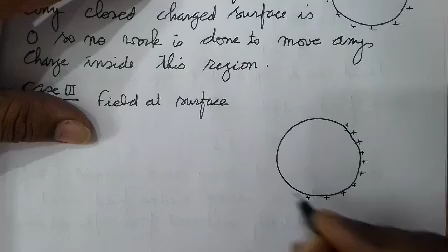 any closed charged surface is
0 so no work is done to move any
Charge inside this region.
Case III Field at surface